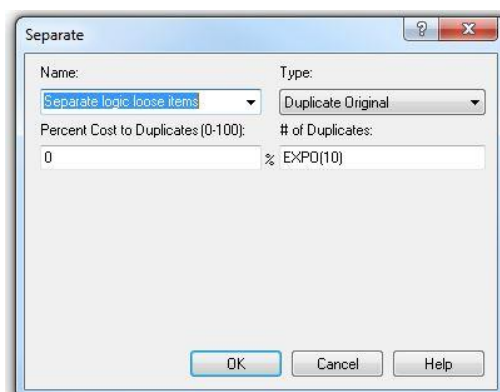 Separate
Name: Type:
Separate logic loose items Duplicate Original
Percent Cost to Duplicates (0-100): # of Duplicates:
0 % EXPO(10)
OK Cancel Help